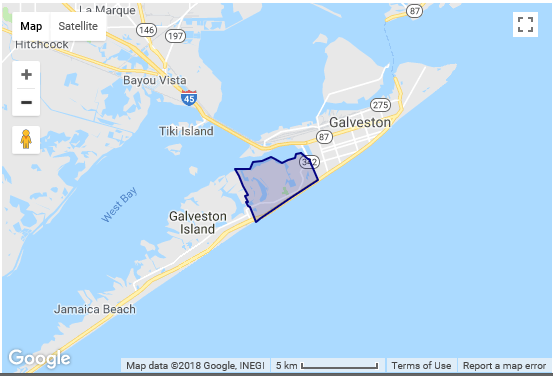 La Marque
87
Map
Satellite
146
197
Hitchcock
Bayou Vista
45
275
Tiki Island
Galveston
87
342
West Bay
Galveston
Island
Jamaica Beach
Google
Map data ©2018 Google, INEGI
5 km
Terms of Use
Report a map error